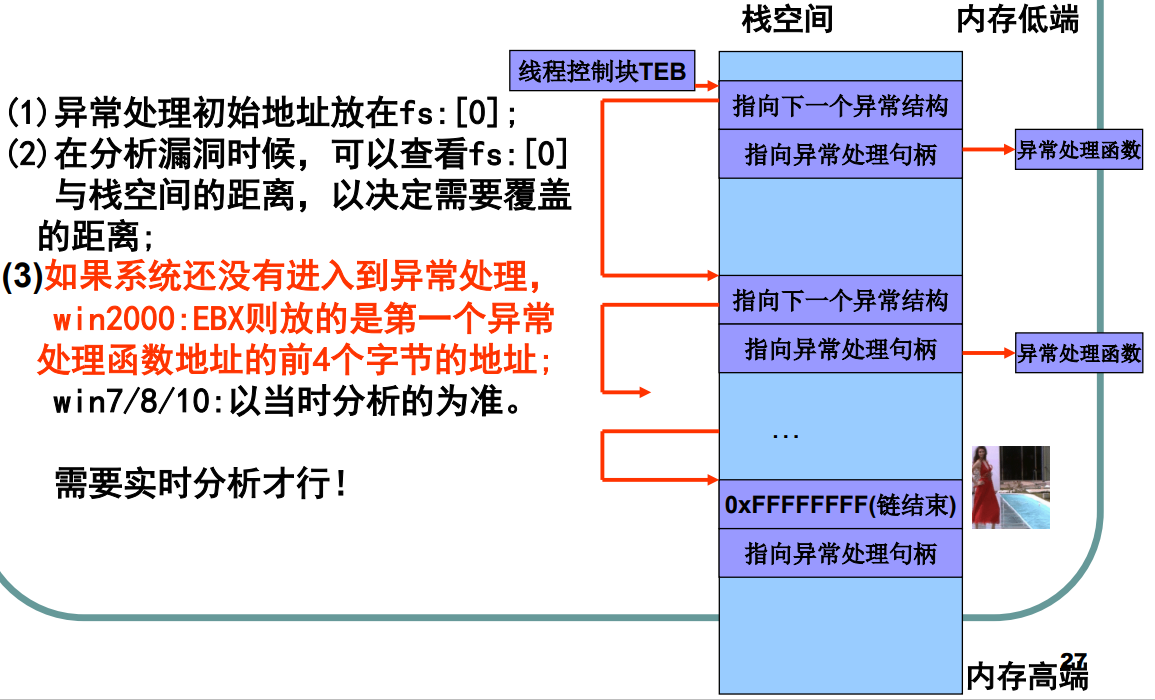 栈空间
内存低端
线程控制块TEB
(1)异常处理初始地址放在fs:[0];
(2)在分析漏洞时候，可以查看fs:[0]
与栈空间的距离，以决定需要覆盖
的距离;
(3)如果系统还没有进入到异常处理，
win2000:EBX则放的是第一个异常
处理函数地址的前4个字节的地址;
win7/8/10:以当时分析的为准。
需要实时分析才行!
指向下一个异常结构
指向异常处理句柄
异常处理函数
指向下一个异常结构
指向异常处理句柄
异常处理函数
...
0xFFFFFFFF(链结束)
指向异常处理句柄
27
内存高端